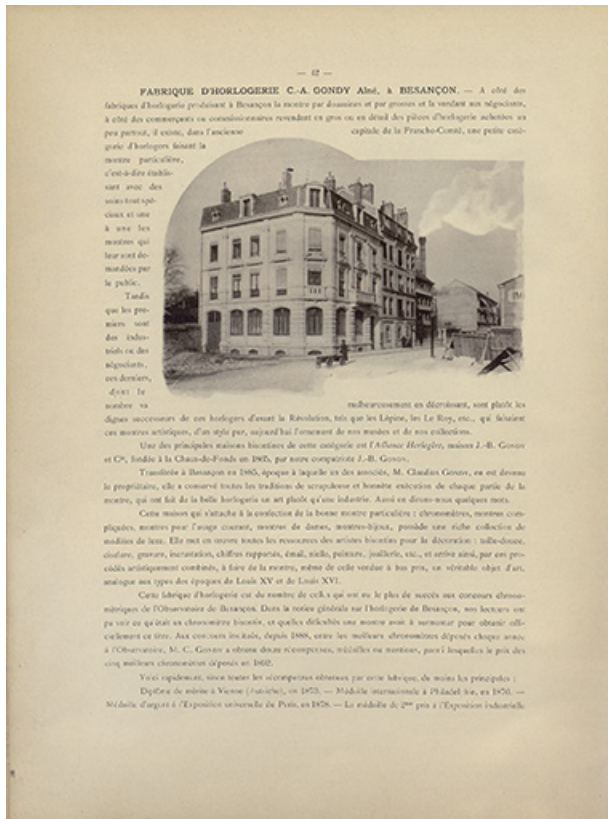 — 42 —
FABRIQUE D'HORLOGERIE C.-A. GONDY Aîné, à BESANÇON. — A côté des
fabriques d'horlogerie produisant à Besançon la montre par douzaines et par grosses et la vendant aux négociants,
à côté des commerçants ou commissionnaires revendant en gros ou en détail des pièces d'horlogerie achetées un
peu partout, il existe, dans l'ancienne capitale de la Franche-Comté, une petite caté-
gorie d'horlogers faisant la
montre particulière,
c'est-à-dire établis-
sant avec des
soins tout spé-
ciaux et une
à une les
montres qui
leur sont de-
mandées par
le public.
Tandis
que les pre-
miers sont
des indus-
triels ou des
négociants,
ces derniers,
dont le
nombre va malheureusement en décroissant, sont plutôt les
dignes successeurs de ces horlogers d'avant la Révolution, tels que les Lépine, les Le Roy, etc., qui faisaient
ces montres artistiques, d'un style pur, aujourd'hui l'ornement de nos musées et de nos collections.
Une des principales maisons bisontines de cette catégorie est l'Alliance Horlogère, maison J.-B. GONDY
et Cie, fondée à la Chaux-de-Fonds en 1865, par notre compatriote J.-B. GONDY.
Transférée à Besançon en 1885, époque à laquelle un des associés, M. Claudius GONDY, en est devenu
le propriétaire, elle a conservé toutes les traditions de scrupuleuse et honnête exécution de chaque partie de la
montre, qui ont fait de la belle horlogerie un art plutôt qu'une industrie. Aussi en dirons-nous quelques mots.
Cette maison qui s'attache à la confection de la bonne montre particulière : chronomètres, montres com-
pliquées, montres pour l'usage courant, montres de dames, montres-bijoux, possède une riche collection de
modèles de luxe. Elle met en œuvre toutes les ressources des artistes bisontins pour la décoration : taille-douce,
ciselure, gravure, incrustation, chiffres rapportés, émail, nielle, peinture, joaillerie, etc., et arrive ainsi, par ces pro-
cédés artistiquement combinés, à faire de la montre, même de celle vendue à bas prix, un véritable objet d'art,
analogue aux types des époques de Louis XV et de Louis XVI.
Cette fabrique d'horlogerie est du nombre de celles qui ont eu le plus de succès aux concours chrono-
métriques de l'Observatoire de Besançon. Dans la notice générale sur l'horlogerie de Besançon, nos lecteurs ont
pu voir ce qu'était un chronomètre bisontin, et quelles difficultés une montre avait à surmonter pour obtenir offi-
ciellement ce titre. Aux concours institués, depuis 1888, entre les meilleurs chronomètres déposés chaque année
à l'Observatoire, M. C. GONDY a obtenu douze récompenses, médailles ou mentions, parmi lesquelles le prix des
cinq meilleurs chronomètres déposés en 1892.
Voici rapidement, sinon toutes les récompenses obtenues par cette fabrique, du moins les principales :
Diplôme de mérite à Vienne (Autriche), en 1873. — Médaille internationale à Philadelphie, en 1876. —
Médaille d'argent à l'Exposition universelle de Paris, en 1878. — La médaille de 2me prix à l'Exposition industrielle